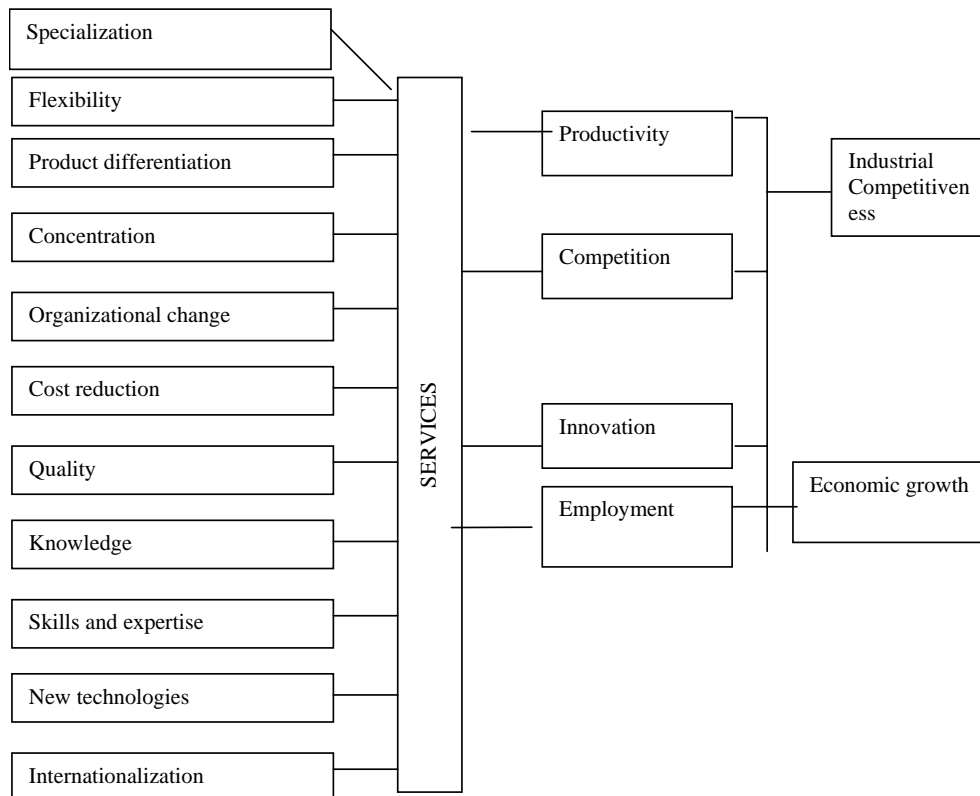 Specialization
Flexibility
Product differentiation
Concentration
Organizational change
Cost reduction
Quality
Knowledge
Skills and expertise
New technologies
Internationalization
SERVICES
Productivity
Competition
Innovation
Employment
Industrial
Competitiven
ess
Economic growth